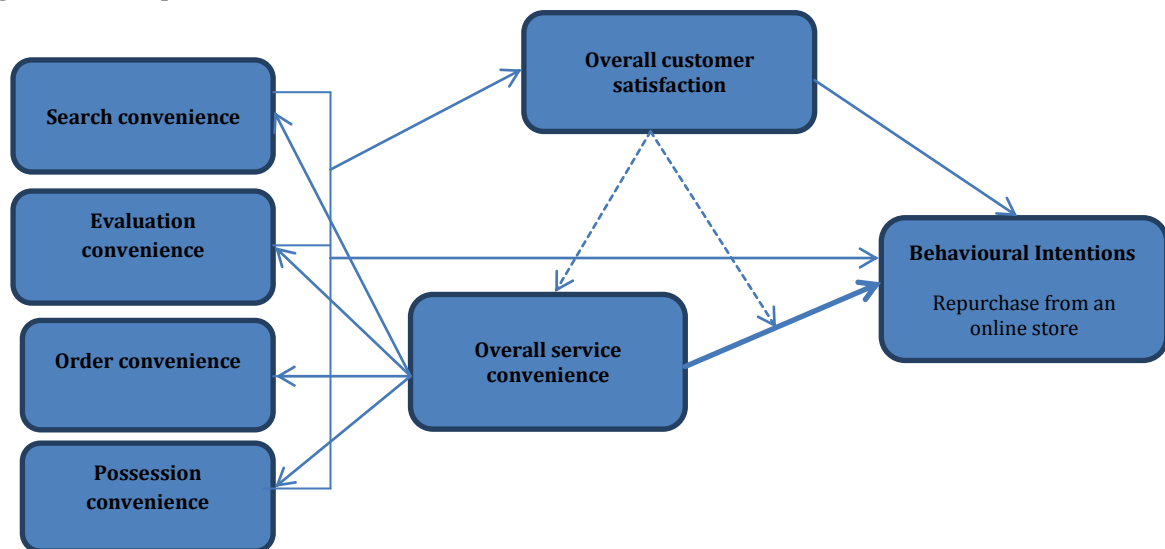 Overall customer
satisfaction
Search convenience
Evaluation
convenience
Behavioural Intentions
Repurchase from an
online store
Order convenience
Overall service
convenience
Possession
convenience